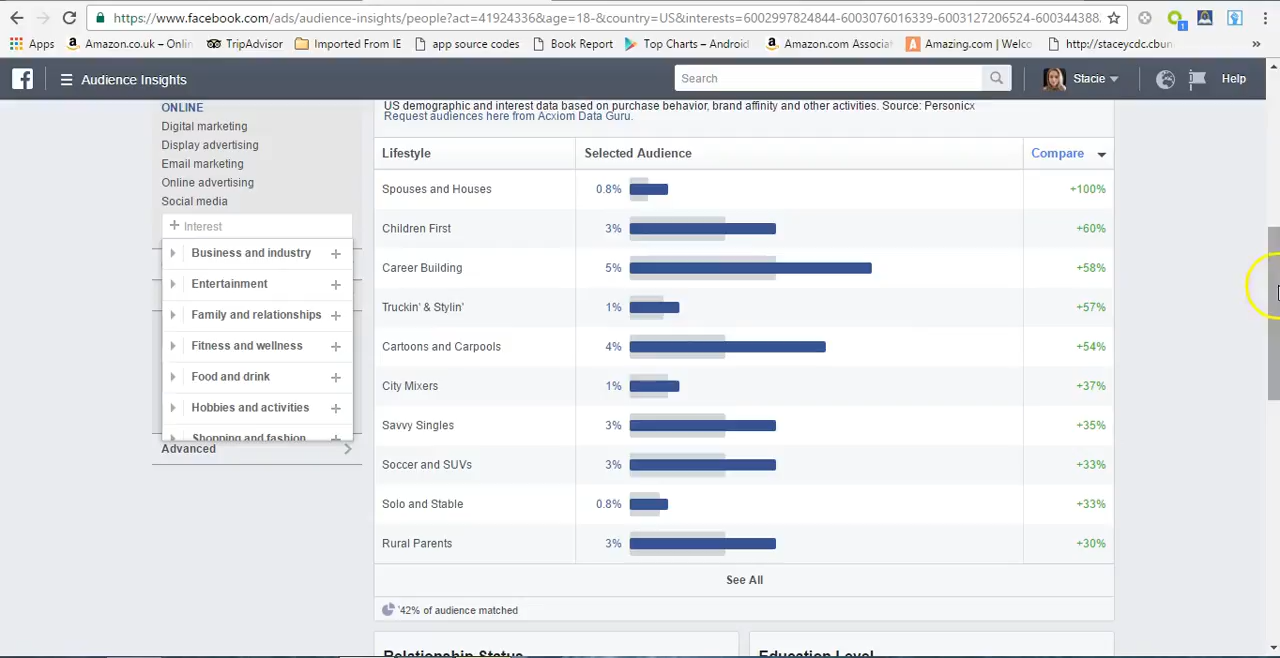 https://www.facebook.com/ads/audience-insights/people?act=41924336&age=18-&country=US&interests=6002997824844-6003076016339-6003127206524-600344388.
1
Apps
Amazon.co.uk – Onlin
TripAdvisor
Imported From IE
app source codes
Book Report
Top Charts – Android
Amazon.com Associat
Amazing.com | Welco
http://staceycdc.cbun
»
Audience Insights
Search
Stacie
Help
ONLINE
Digital marketing
Display advertising
Email marketing
Online advertising
Social media
+ Interest
Business and industry +
Entertainment +
Family and relationships +
Fitness and wellness +
Food and drink +
Hobbies and activities +
Shopping and fashion +
Advanced
US demographic and interest data based on purchase behavior, brand affinity and other activities. Source: Personicx
Request audiences here from Acxiom Data Guru.
Lifestyle Selected Audience Compare
Spouses and Houses 0.8% +100%
Children First 3% +60%
Career Building 5% +58%
Truckin' & Stylin' 1% +57%
Cartoons and Carpools 4% +54%
City Mixers 1% +37%
Savvy Singles 3% +35%
Soccer and SUVs 3% +33%
Solo and Stable 0.8% +33%
Rural Parents 3% +30%
See All
'42% of audience matched
Relationship Status
Education Level